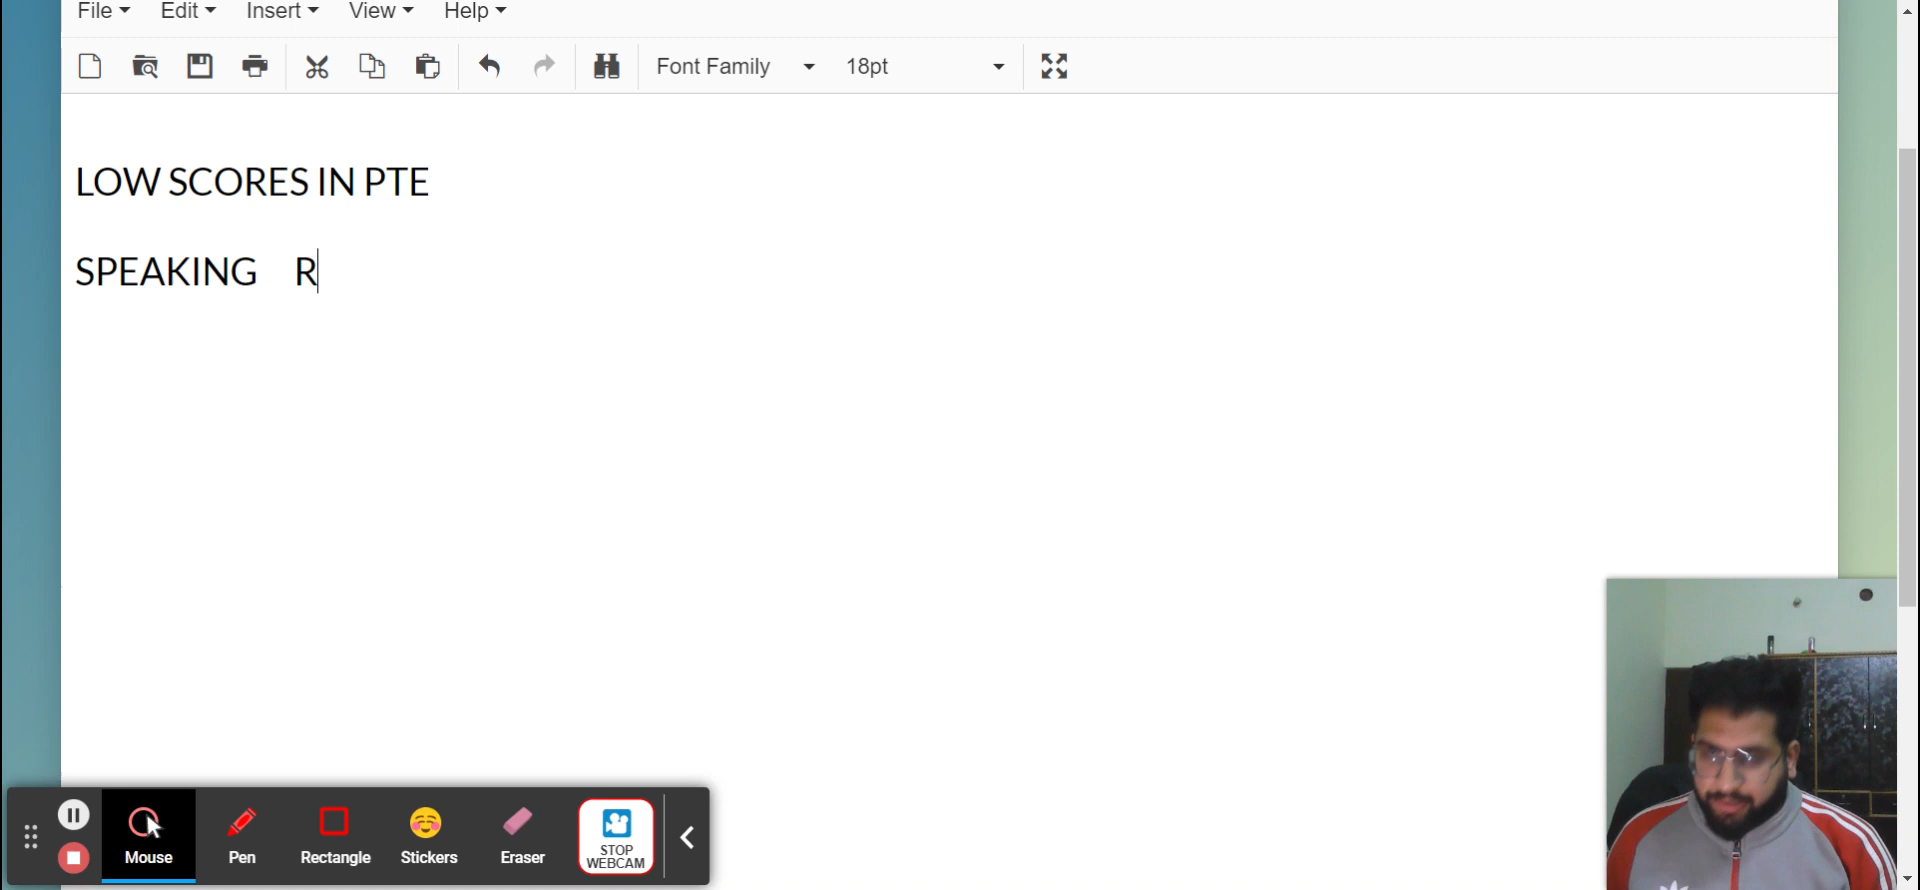 File Edit Insert View Help
Font Family 18pt
LOW SCORES IN PTE
SPEAKING R
Mouse Pen Rectangle Stickers Eraser STOP WEBCAM